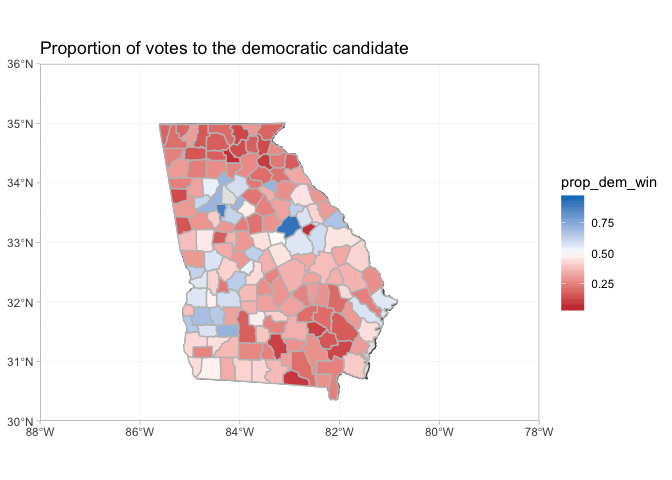 Proportion of votes to the democratic candidate
36°N
35°N
34°N
33°N
32°N
31°N
30°N
88°W 86°W 84°W 82°W 80°W 78°W
prop_dem_win
0.75
0.50
0.25